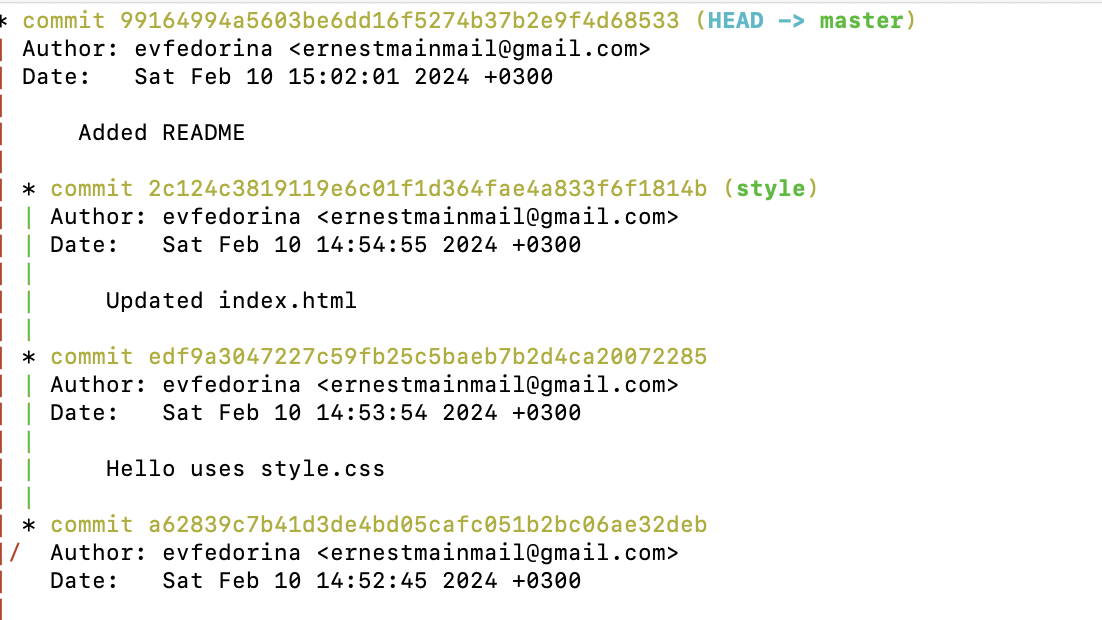 * commit 99164994a5603be6dd16f5274b37b2e9f4d68533 (HEAD -> master)
| Author: evfedorina <ernestmainmail@gmail.com>
| Date:   Sat Feb 10 15:02:01 2024 +0300
|
|     Added README
|
| * commit 2c124c3819119e6c01f1d364fae4a833f6f1814b (style)
| | Author: evfedorina <ernestmainmail@gmail.com>
| | Date:   Sat Feb 10 14:54:55 2024 +0300
| |
| |     Updated index.html
| |
| * commit edf9a3047227c59fb25c5baeb7b2d4ca20072285
| | Author: evfedorina <ernestmainmail@gmail.com>
| | Date:   Sat Feb 10 14:53:54 2024 +0300
| |
| |     Hello uses style.css
| |
| * commit a62839c7b41d3de4bd05cafc051b2bc06ae32deb
|/  Author: evfedorina <ernestmainmail@gmail.com>
|   Date:   Sat Feb 10 14:52:45 2024 +0300
|